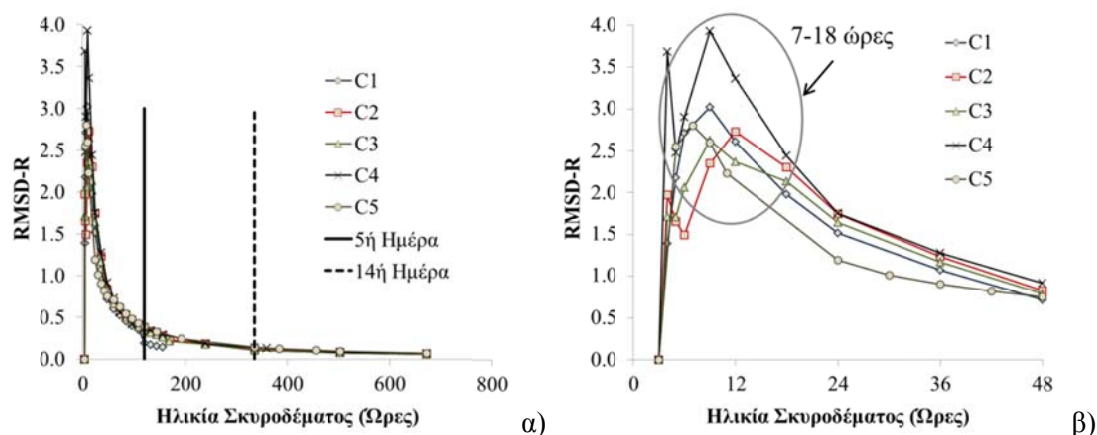 4.0
3.5
3.0
2.5
2.0
1.5
1.0
0.5
0.0
RMSD-R
C1
C2
C3
C4
C5
5ή Ημέρα
14ή Ημέρα
0 200 400 600 800
Ηλικία Σκυροδέματος (Ώρες)
α)
4.0
3.5
3.0
2.5
2.0
1.5
1.0
0.5
0.0
RMSD-R
7-18 ώρες
C1
C2
C3
C4
C5
0 12 24 36 48
Ηλικία Σκυροδέματος (Ώρες)
β)